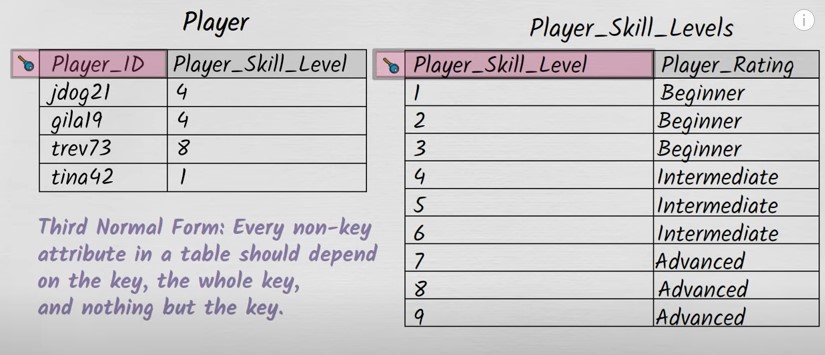 Player
Player_ID Player_Skill_Level
jdog21 4
gila19 4
trev73 8
tina42 1
Third Normal Form: Every non-key
attribute in a table should depend
on the key, the whole key,
and nothing but the key.
Player_Skill_Levels
Player_Skill_Level Player_Rating
1 Beginner
2 Beginner
3 Beginner
4 Intermediate
5 Intermediate
6 Intermediate
7 Advanced
8 Advanced
9 Advanced
i